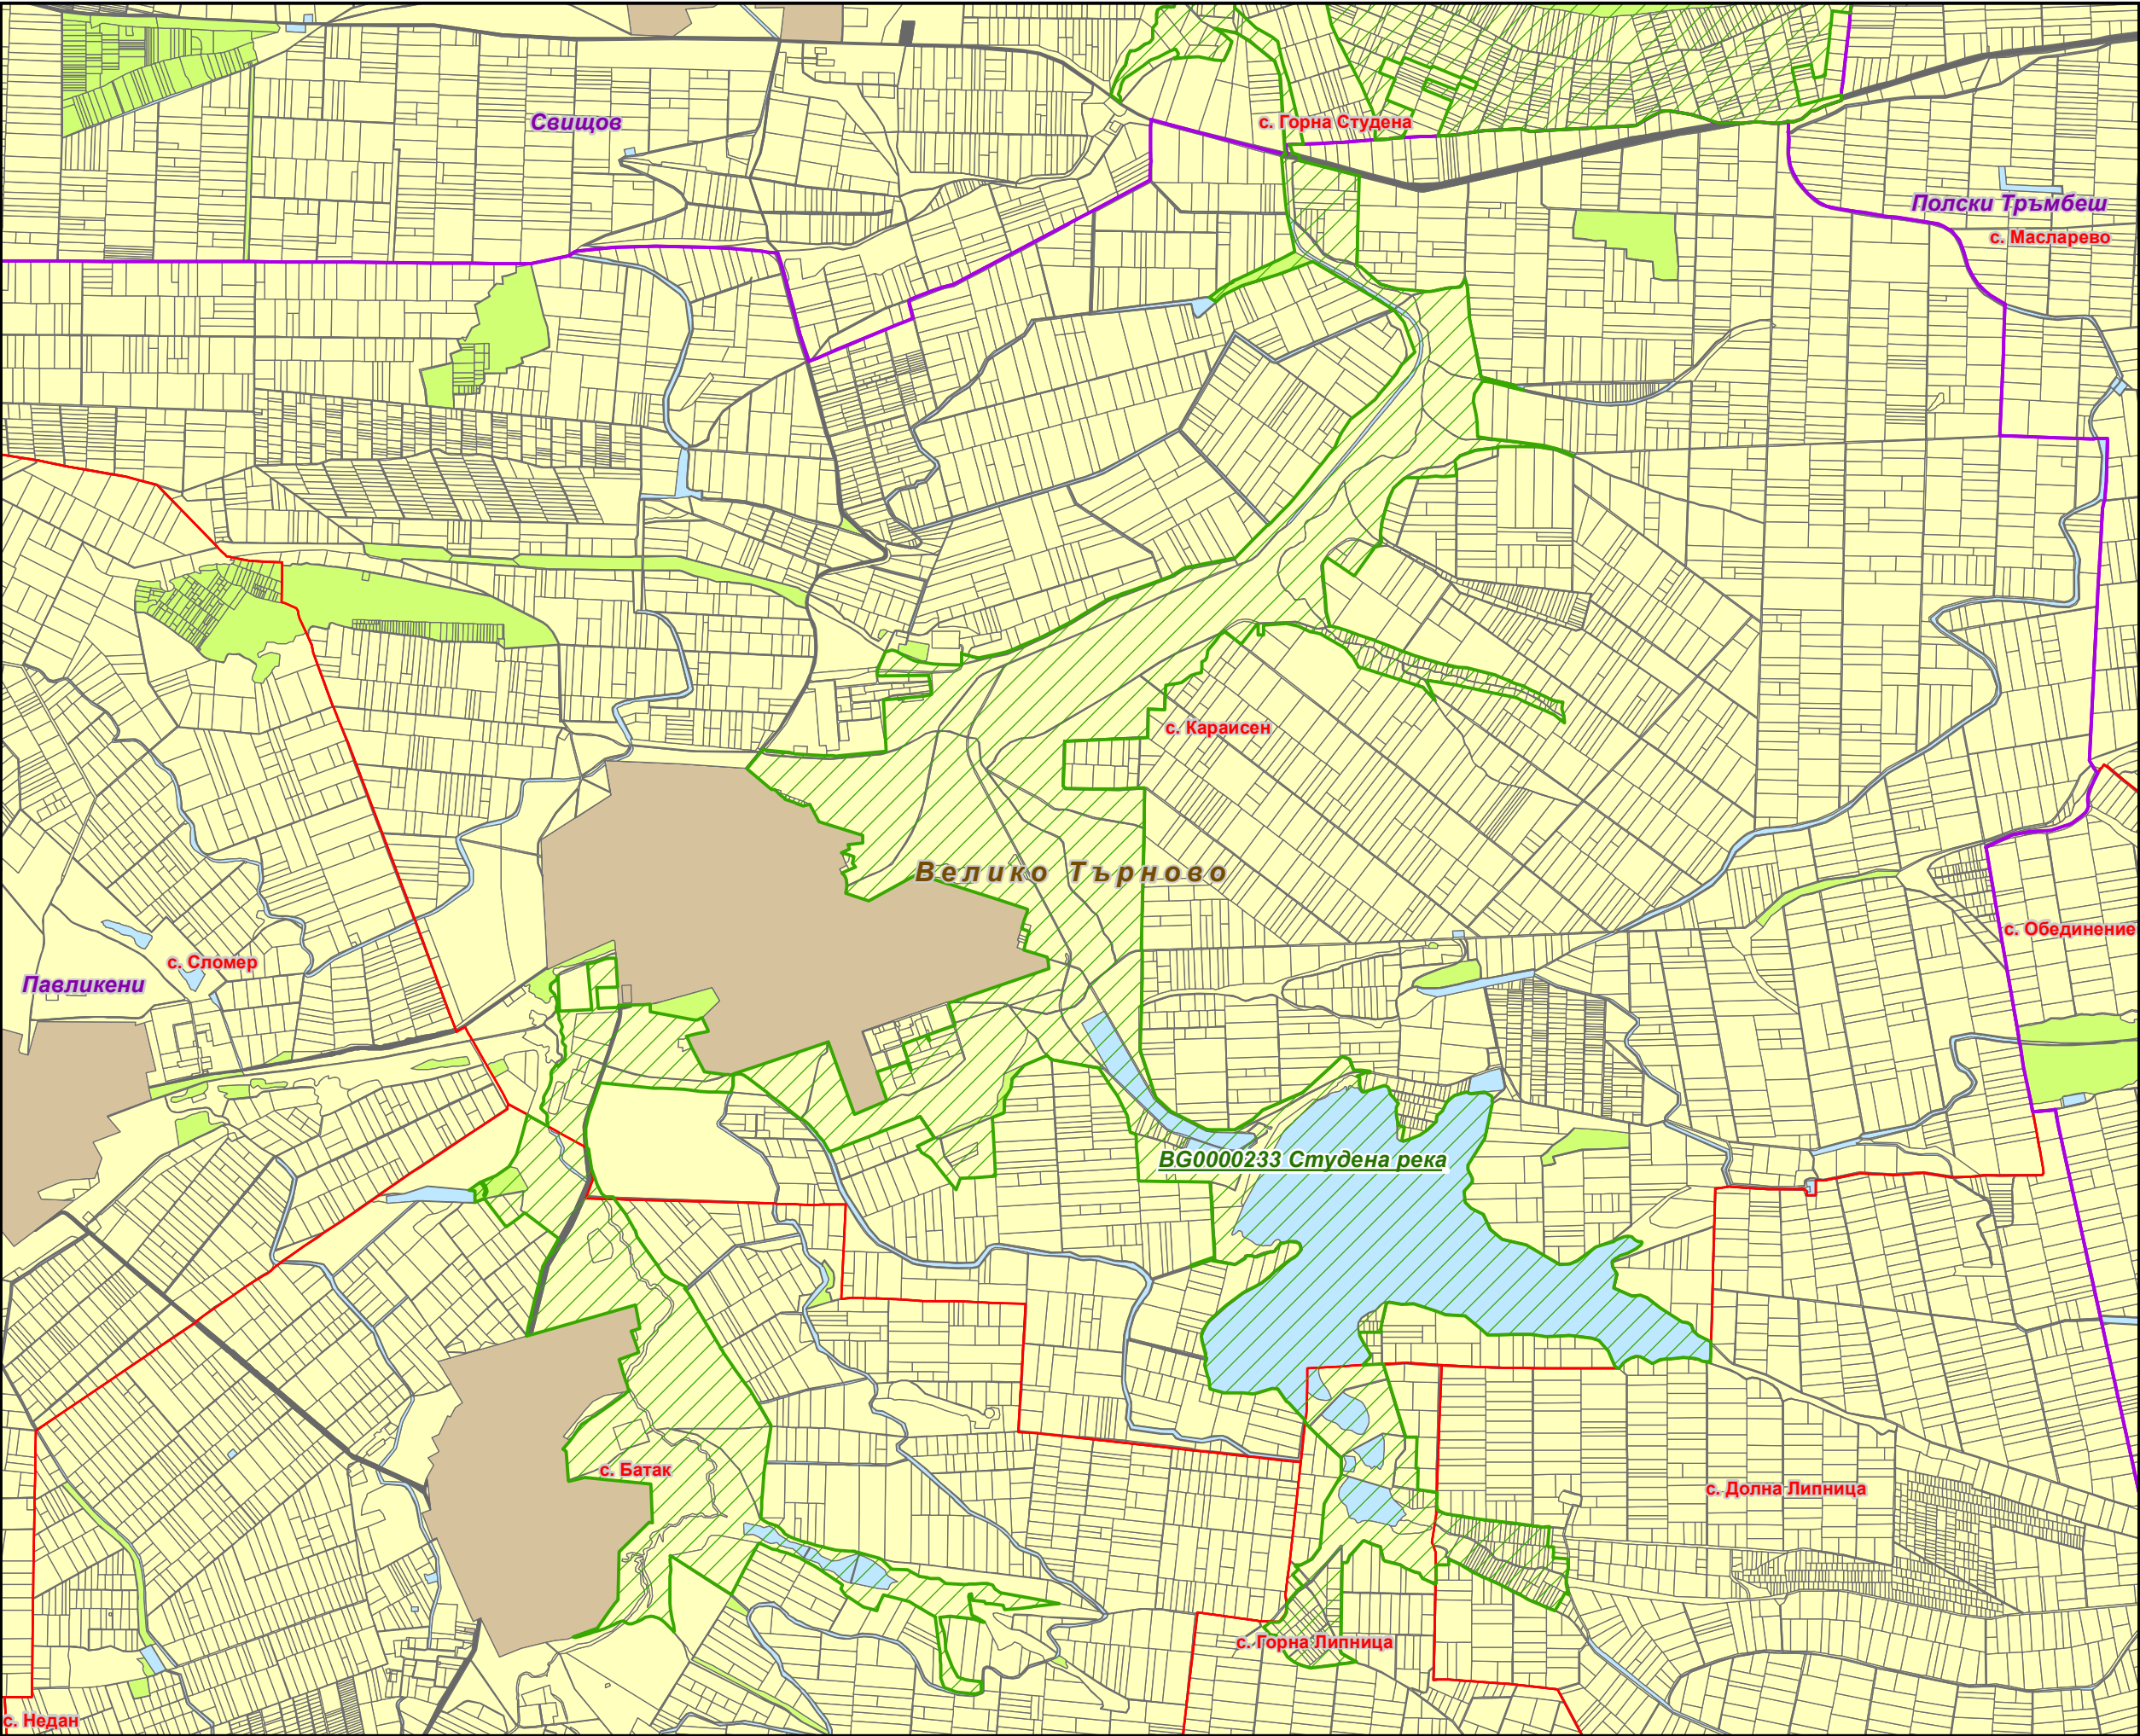 Свищов
с. Горна Студена
Полски Тръмбеш
с. Масларево
с. Караисен
Велико Търново
с. Обединение
с. Сломер
Павликени
BG0000233 Студена река
с. Батак
с. Долна Липница
с. Горна Липница
с. Недан